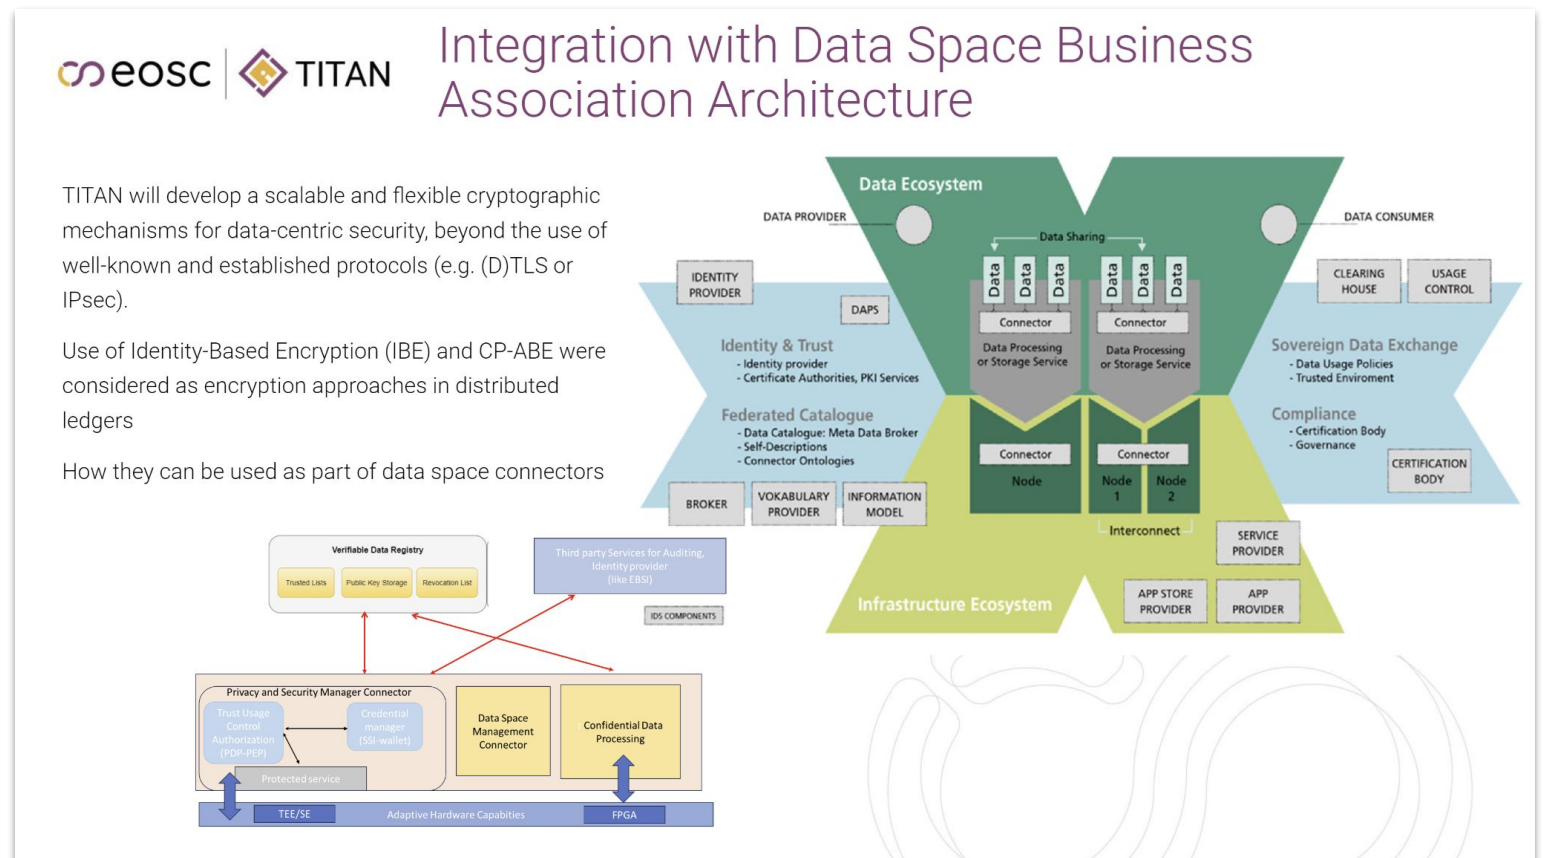 eosc TITAN
Integration with Data Space Business
Association Architecture
TITAN will develop a scalable and flexible cryptographic
mechanisms for data-centric security, beyond the use of
well-known and established protocols (e.g. (D)TLS or
IPsec).
Use of Identity-Based Encryption (IBE) and CP-ABE were
considered as encryption approaches in distributed
ledgers
How they can be used as part of data space connectors
Data Ecosystem
DATA PROVIDER
DATA CONSUMER
Data Sharing
Data
Data
Data
Data
Data
Data
Connector
Connector
Data Processing
or Storage Service
Data Processing
or Storage Service
IDENTITY
PROVIDER
DAPS
Identity & Trust
- Identity provider
- Certificate Authorities, PKI Services
Federated Catalogue
- Data Catalogue: Meta Data Broker
- Self-Descriptions
- Connector Ontologies
BROKER
VOKABULARY
PROVIDER
INFORMATION
MODEL
CLEARING
HOUSE
USAGE
CONTROL
Sovereign Data Exchange
- Data Usage Policies
- Trusted Enviroment
Compliance
- Certification Body
- Governance
CERTIFICATION
BODY
Connector
Node
Connector
Node
1
Node
2
Interconnect
SERVICE
PROVIDER
APP STORE
PROVIDER
APP
PROVIDER
Infrastructure Ecosystem
IDS COMPONENTS
Verifiable Data Registry
Trusted Lists
Public Key Storage
Revocation List
Third party Services for Auditing,
Identity provider
(like EBSI)
Privacy and Security Manager Connector
Trust Usage
Control
Authorization
(PDP-PEP)
Credential
manager
(SSI-wallet)
Protected service
Data Space
Management
Connector
Confidential Data
Processing
TEE/SE
Adaptive Hardware Capabities
FPGA